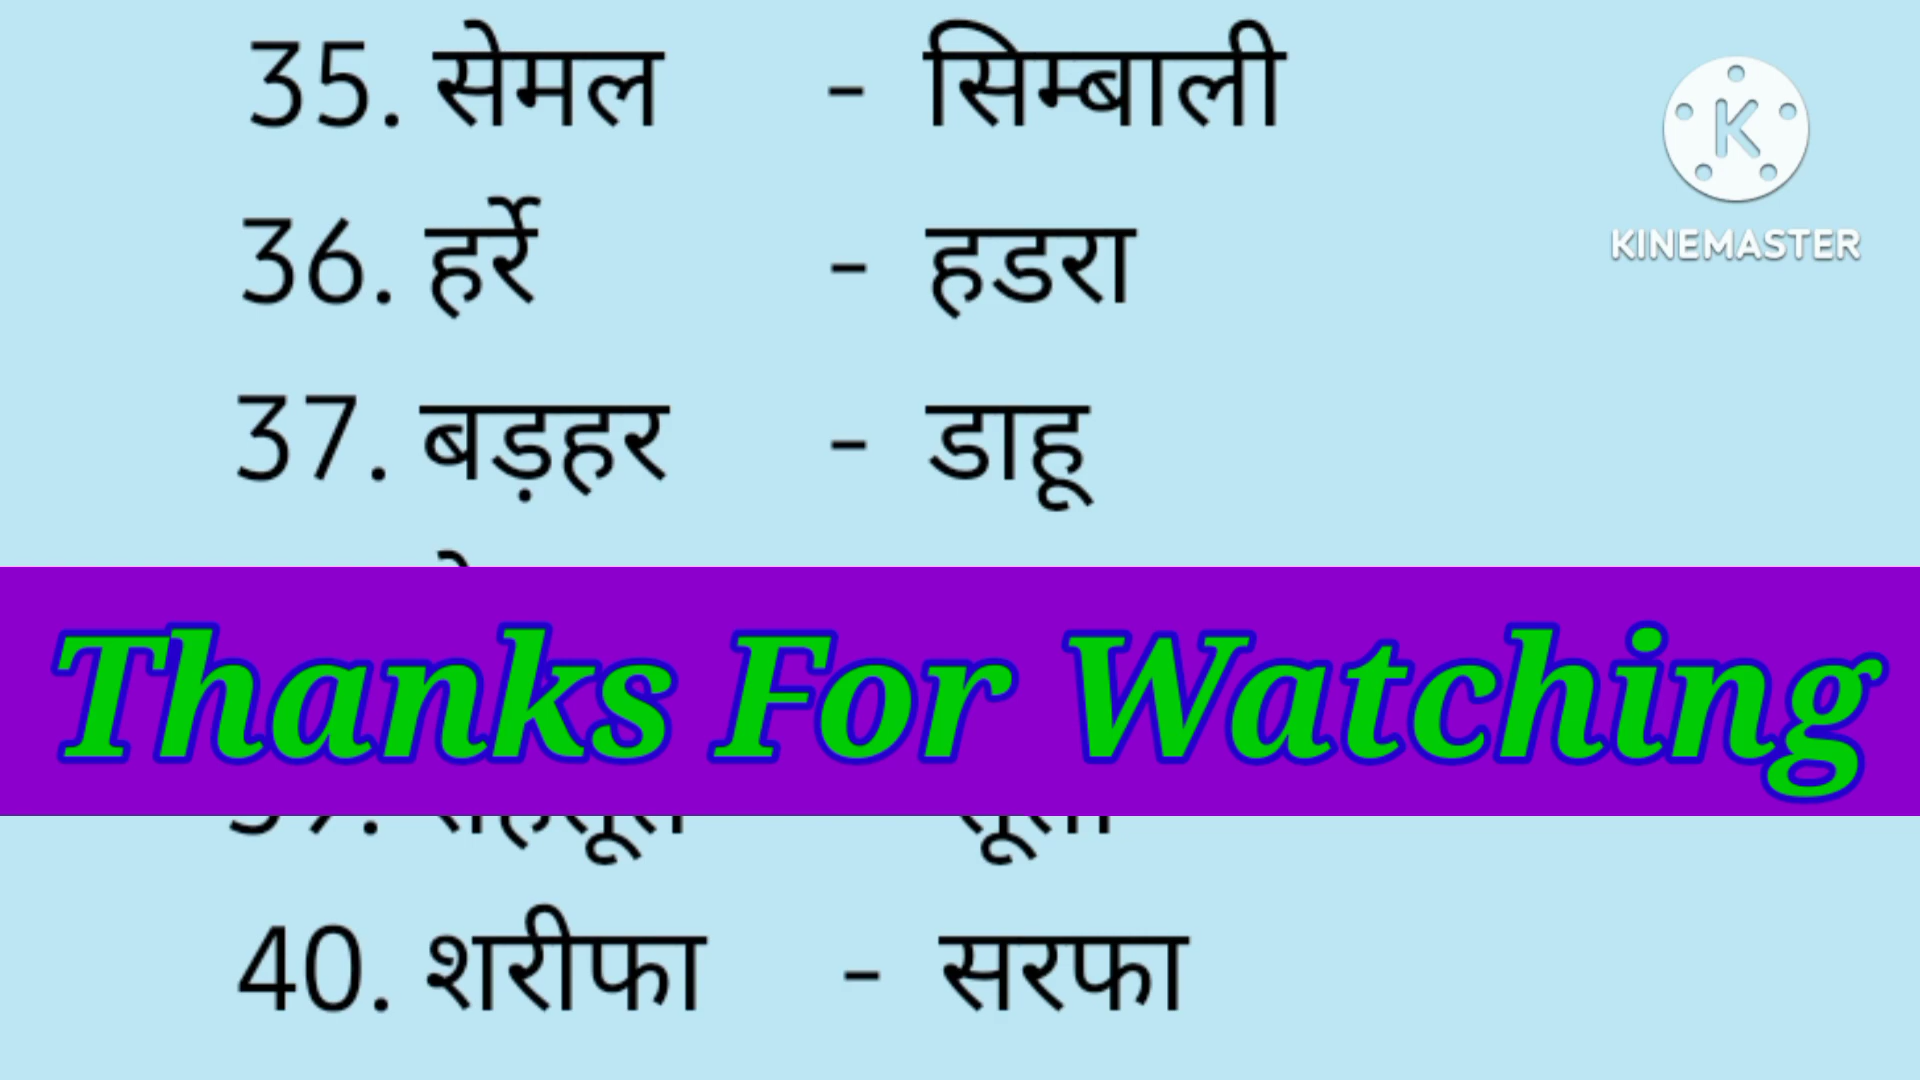 35. सेमल - सिम्बाली
36. हर्रे - हडरा
37. बड़हर - डाहू
KINEMASTER
Thanks For Watching
40. शरीफा - सरफा